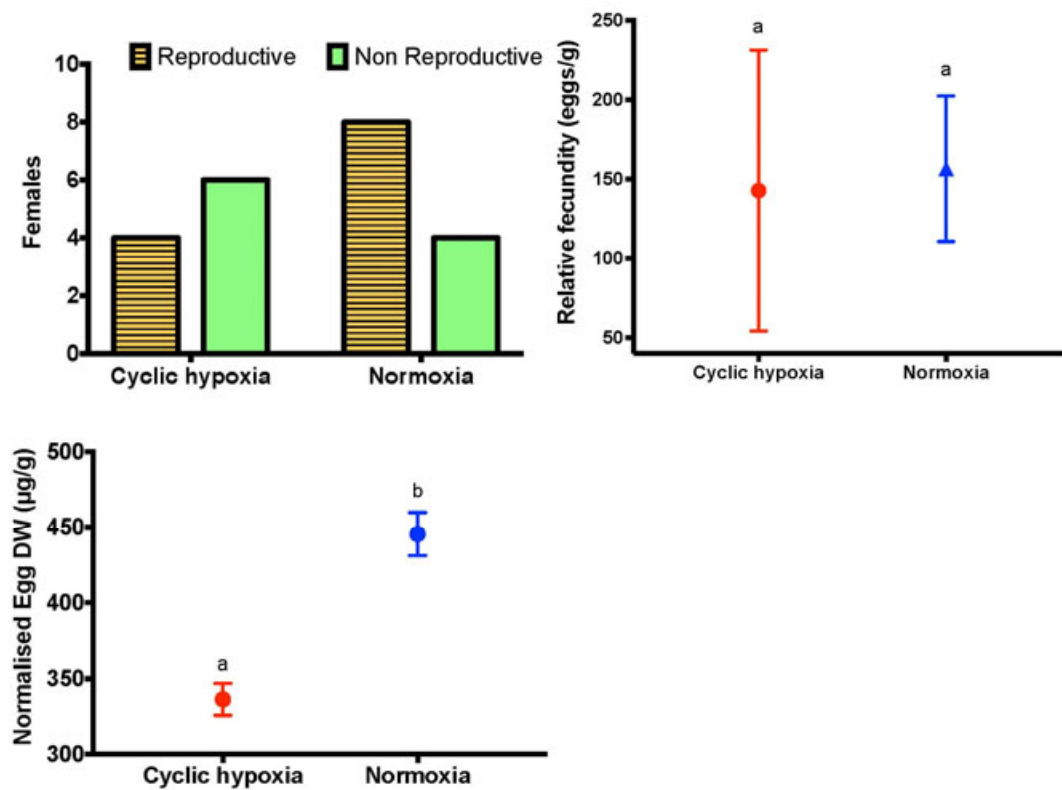 Reproductive Non Reproductive
10
8
6
4
2
0
Females
Cyclic hypoxia Normoxia
250
200
150
100
50
Relative fecundity (eggs/g)
a
a
Cyclic hypoxia Normoxia
500
450
400
350
300
Normalised Egg DW (µg/g)
b
a
Cyclic hypoxia Normoxia